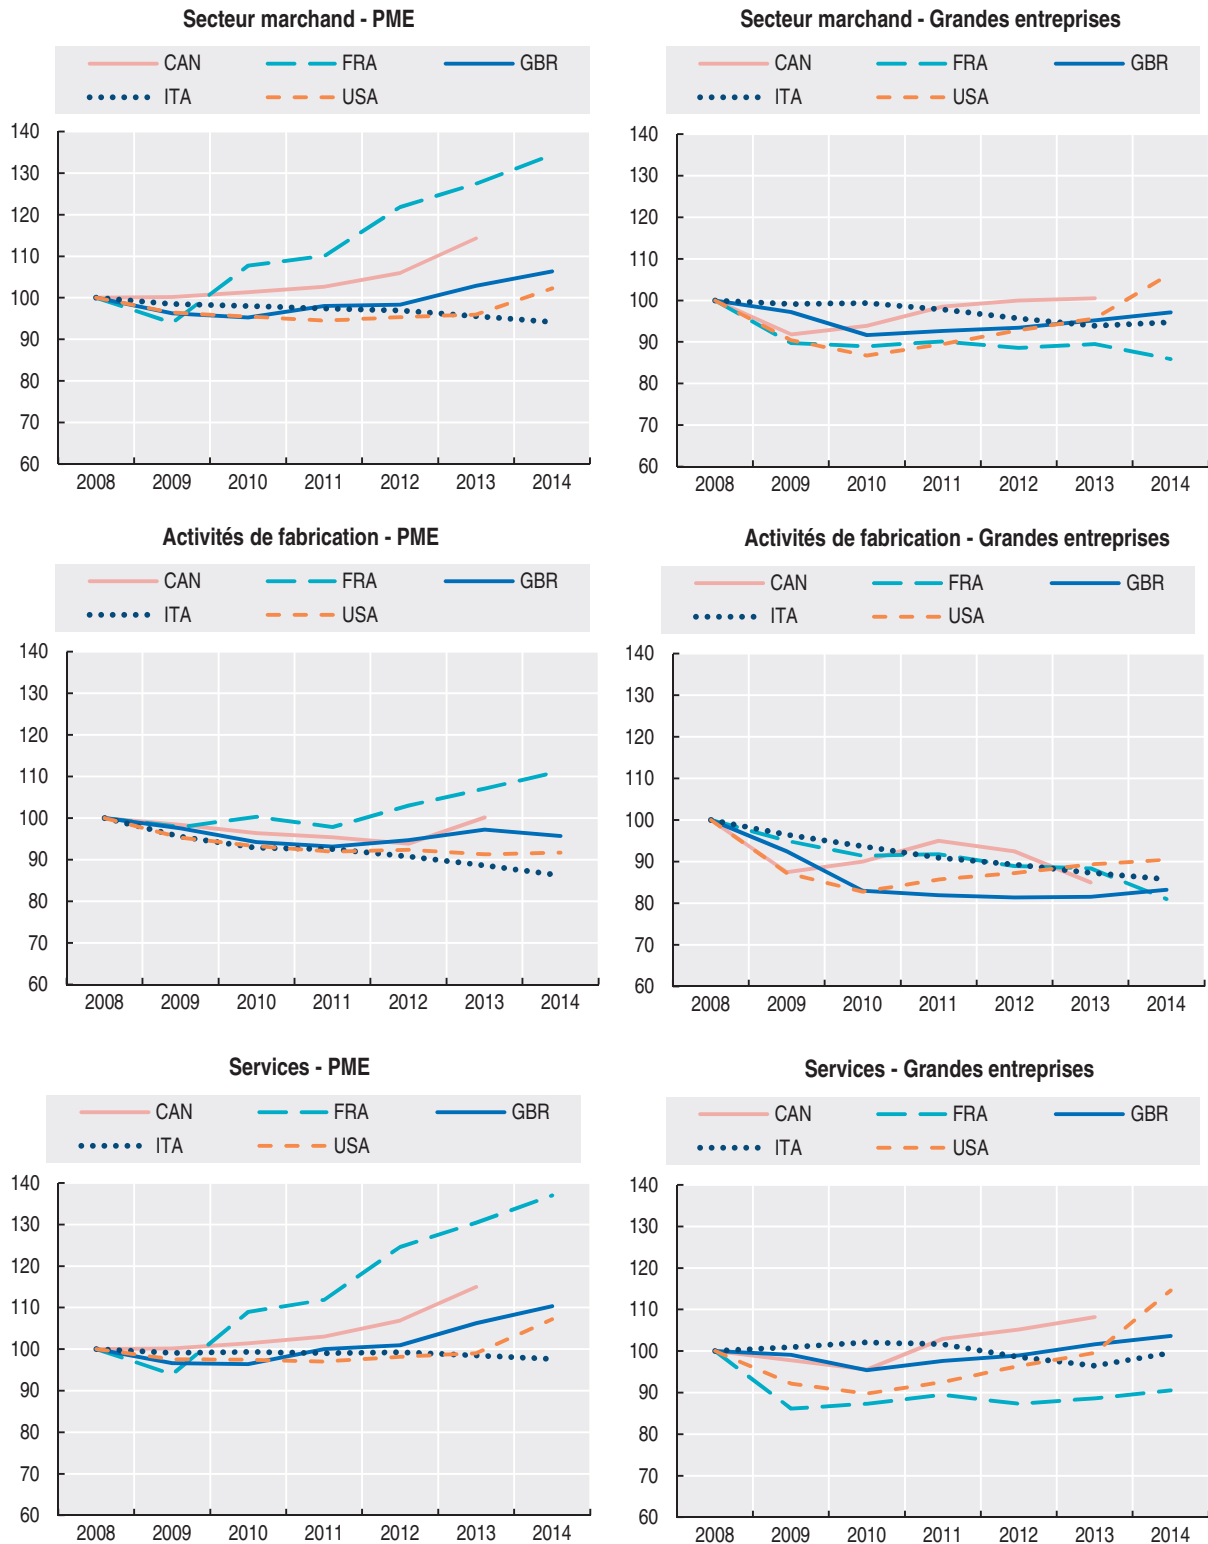 Secteur marchand - PME
CAN FRA GBR
ITA USA
140
130
120
110
100
90
80
70
60
2008 2009 2010 2011 2012 2013 2014
Secteur marchand - Grandes entreprises
CAN FRA GBR
ITA USA
140
130
120
110
100
90
80
70
60
2008 2009 2010 2011 2012 2013 2014
Activités de fabrication - PME
CAN FRA GBR
ITA USA
140
130
120
110
100
90
80
70
60
2008 2009 2010 2011 2012 2013 2014
Activités de fabrication - Grandes entreprises
CAN FRA GBR
ITA USA
140
130
120
110
100
90
80
70
60
2008 2009 2010 2011 2012 2013 2014
Services - PME
CAN FRA GBR
ITA USA
140
130
120
110
100
90
80
70
60
2008 2009 2010 2011 2012 2013 2014
Services - Grandes entreprises
CAN FRA GBR
ITA USA
140
130
120
110
100
90
80
70
60
2008 2009 2010 2011 2012 2013 2014